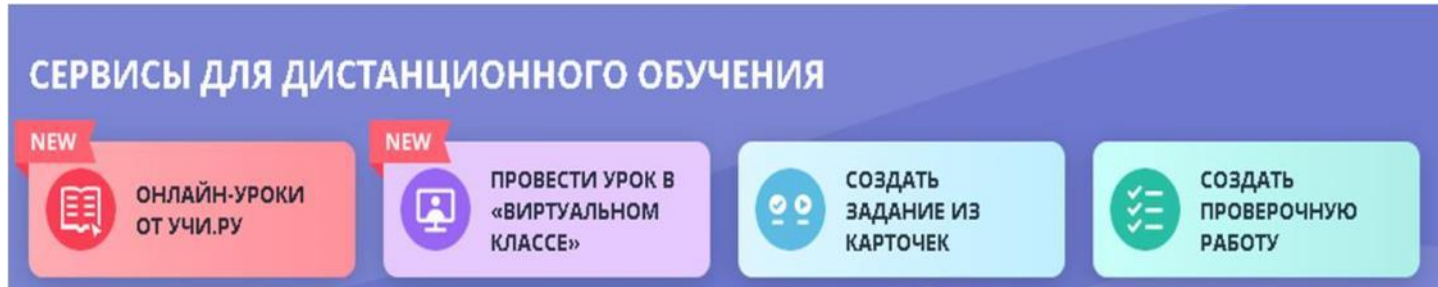 СЕРВИСЫ ДЛЯ ДИСТАНЦИОННОГО ОБУЧЕНИЯ
NEW
ОНЛАЙН-УРОКИ
ОТ УЧИ.РУ
NEW
ПРОВЕСТИ УРОК В
«ВИРТУАЛЬНОМ
КЛАССЕ»
СОЗДАТЬ
ЗАДАНИЕ ИЗ
КАРТОЧЕК
СОЗДАТЬ
ПРОВЕРОЧНУЮ
РАБОТУ